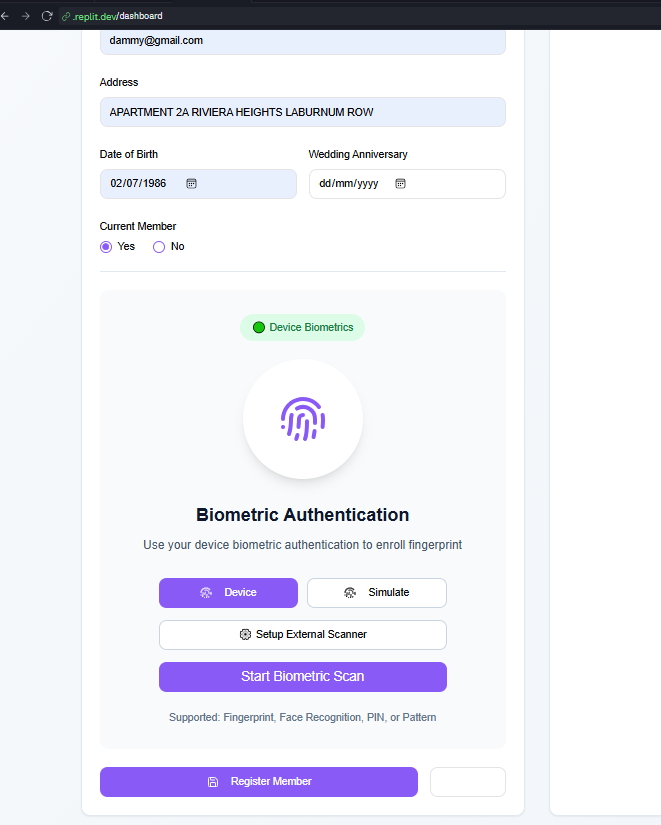 .replit.dev/dashboard
dammy@gmail.com
Address
APARTMENT 2A RIVIERA HEIGHTS LABURNUM ROW
Date of Birth Wedding Anniversary
02/07/1986 dd/mm/yyyy
Current Member
Yes No
Device Biometrics
Biometric Authentication
Use your device biometric authentication to enroll fingerprint
Device Simulate
Setup External Scanner
Start Biometric Scan
Supported: Fingerprint, Face Recognition, PIN, or Pattern
Register Member